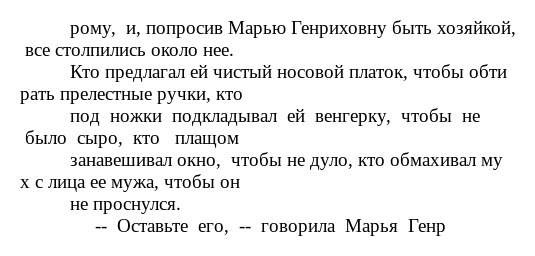 рому, и, попросив Марью Генриховну быть хозяйкой,
все столпились около нее.
Кто предлагал ей чистый носовой платок, чтобы обти
рать прелестные ручки, кто
под ножки подкладывал ей венгерку, чтобы не
было сыро, кто плащом
занавешивал окно, чтобы не дуло, кто обмахивал му
х с лица ее мужа, чтобы он
не проснулся.
-- Оставьте его, -- говорила Марья Генр